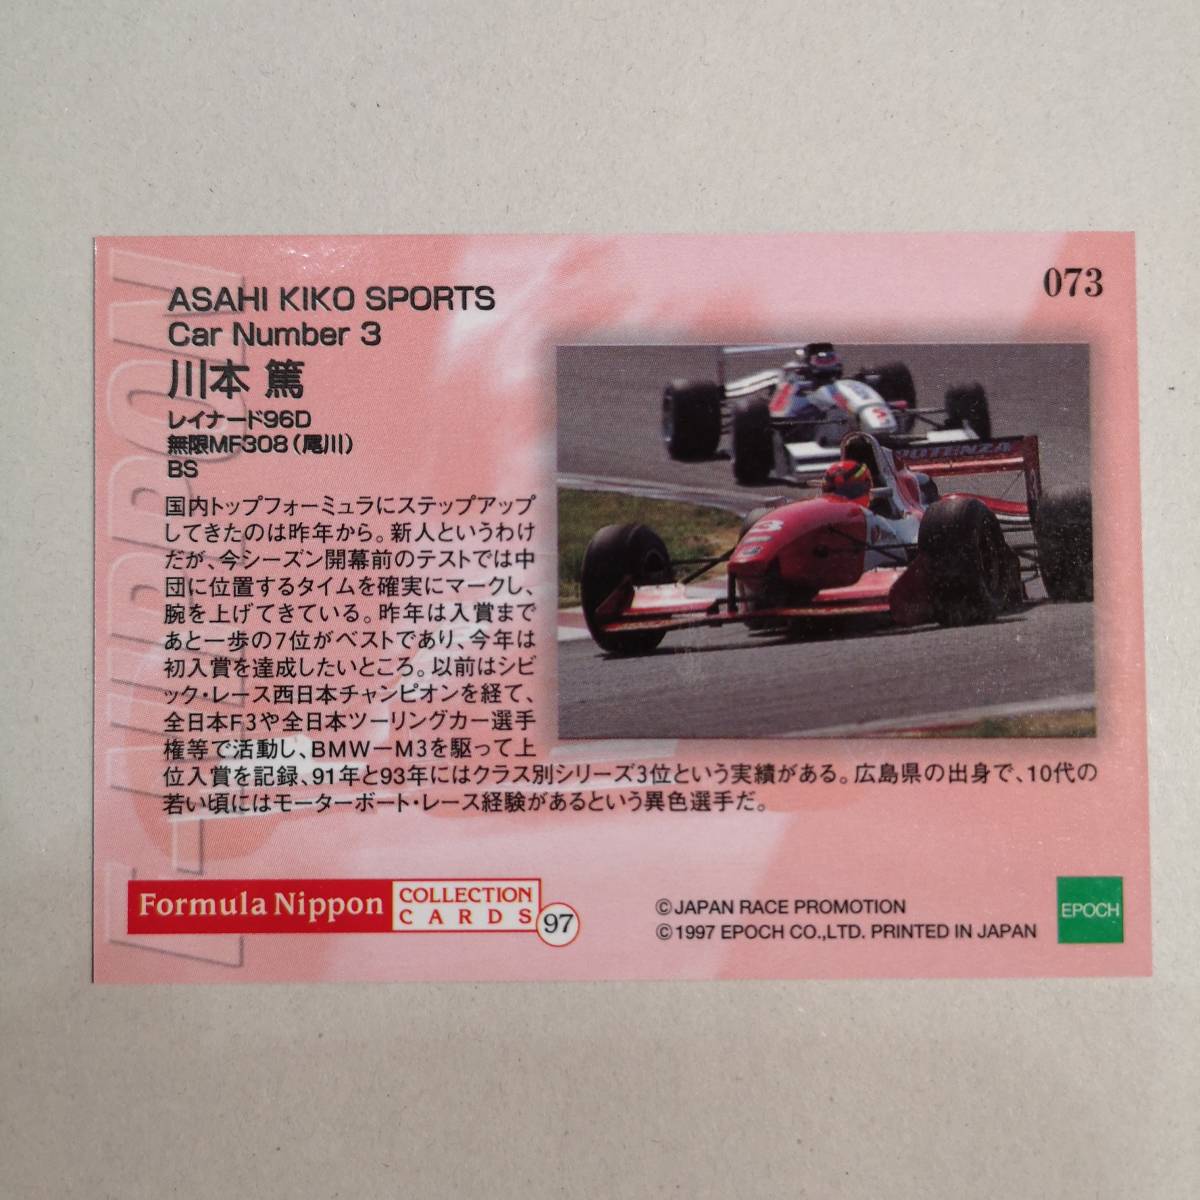 073
ASAHI KIKO SPORTS
Car Number 3
川本 篤
レイナード96D
無限MF308(尾川)
BS
国内トップフォーミュラにステップアップ
してきたのは昨年から。新人というわけ
だが、今シーズン開幕前のテストでは中
団に位置するタイムを確実にマークし、
腕を上げてきている。昨年は入賞まで
あと一歩の7位がベストであり、今年は
初入賞を達成したいところ。以前はシビ
ック・レース西日本チャンピオンを経て、
全日本F3や全日本ツーリングカー選手
権等で活動し、BMW－M3を駆って上
位入賞を記録、91年と93年にはクラス別シリーズ3位という実績がある。広島県の出身で、10代の
若い頃にはモーターボート・レース経験があるという異色選手だ。
POTENZA
3
F-NIPPON
Formula Nippon COLLECTION
CARDS 97
©JAPAN RACE PROMOTION
©1997 EPOCH CO.,LTD. PRINTED IN JAPAN
EPOCH